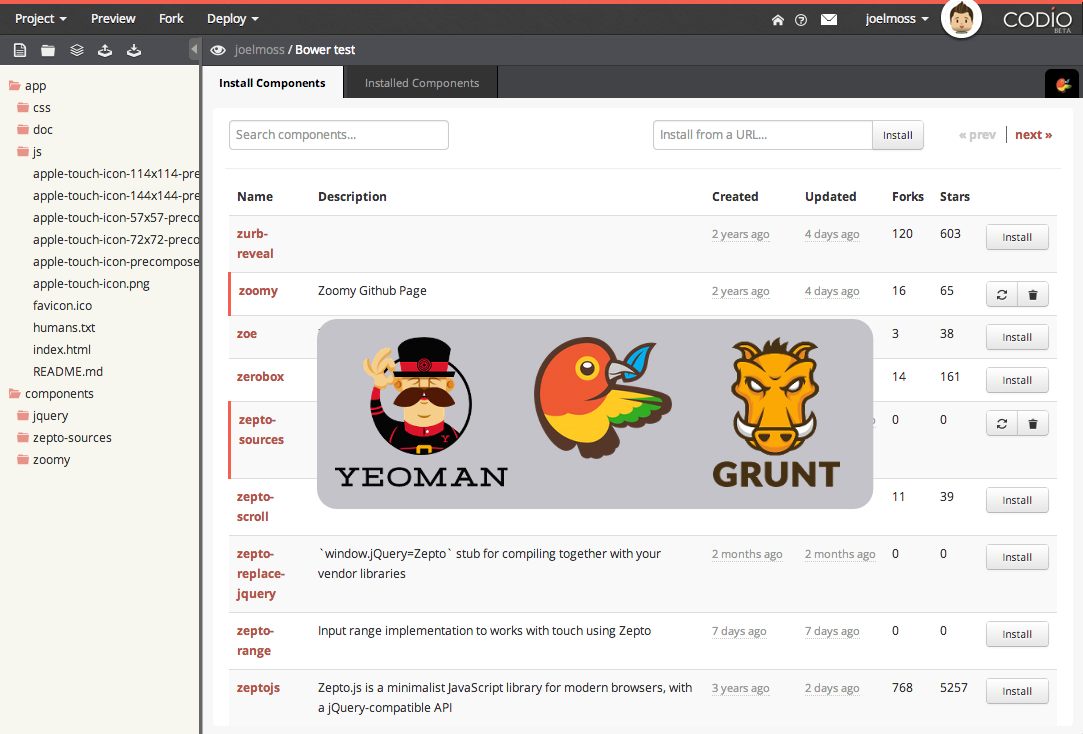 Project Preview Fork Deploy joelmoss CODIO
BETA
joelmoss / Bower test
Install Components Installed Components
Search components... Install from a URL... Install « prev next »
app
css
doc
js
apple-touch-icon-114x114-pre
apple-touch-icon-144x144-pre
apple-touch-icon-57x57-preco
apple-touch-icon-72x72-preco
apple-touch-icon-precompose
apple-touch-icon.png
favicon.ico
humans.txt
index.html
README.md
components
jquery
zepto-sources
zoomy
Name Description Created Updated Forks Stars
zurb- 2 years ago 4 days ago 120 603 Install
reveal
zoomy Zoomy Github Page 2 years ago 4 days ago 16 65
zoe 3 38 Install
zerobox 14 161 Install
zepto- 0 0
sources
YEOMAN GRUNT
zepto- 11 39 Install
scroll
zepto- `window.jQuery=Zepto` stub for compiling together with your 2 months ago 2 months ago 0 0 Install
replace- vendor libraries
jquery
zepto- Input range implementation to works with touch using Zepto 7 days ago 7 days ago 0 0 Install
range
zeptojs Zepto.js is a minimalist JavaScript library for modern browsers, with 3 years ago 2 days ago 768 5257 Install
a jQuery-compatible API